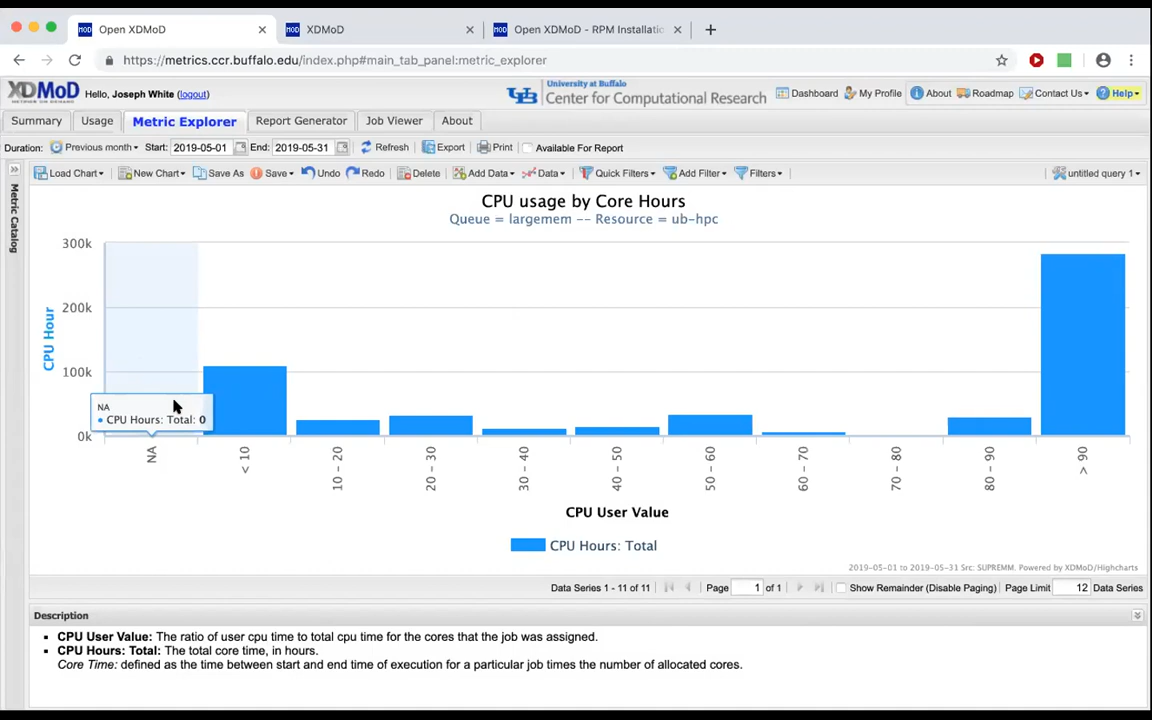 Open XDMoD
XDMoD
Open XDMoD - RPM Installatio
https://metrics.ccr.buffalo.edu/index.php#main_tab_panel:metric_explorer
XDMoD
METRICS ON DEMAND
Hello, Joseph White (logout)
University at Buffalo
Center for Computational Research
Dashboard My Profile About Roadmap Contact Us Help
Summary Usage Metric Explorer Report Generator Job Viewer About
Duration: Previous month Start: 2019-05-01 End: 2019-05-31 Refresh Export Print Available For Report
Load Chart New Chart Save As Save Undo Redo Delete Add Data Data Quick Filters Add Filter Filters untitled query 1
Metric Catalog
CPU usage by Core Hours
Queue = largemem -- Resource = ub-hpc
CPU Hour
300k
200k
100k
0k
NA
CPU Hours: Total: 0
NA
< 10
10 - 20
20 - 30
30 - 40
40 - 50
50 - 60
60 - 70
70 - 80
80 - 90
> 90
CPU User Value
CPU Hours: Total
2019-05-01 to 2019-05-31 Src: SUPREMM. Powered by XDMoD/Highcharts
Data Series 1 - 11 of 11 Page 1 of 1 Show Remainder (Disable Paging) Page Limit 12 Data Series
Description
CPU User Value: The ratio of user cpu time to total cpu time for the cores that the job was assigned.
CPU Hours: Total: The total core time, in hours.
Core Time: defined as the time between start and end time of execution for a particular job times the number of allocated cores.